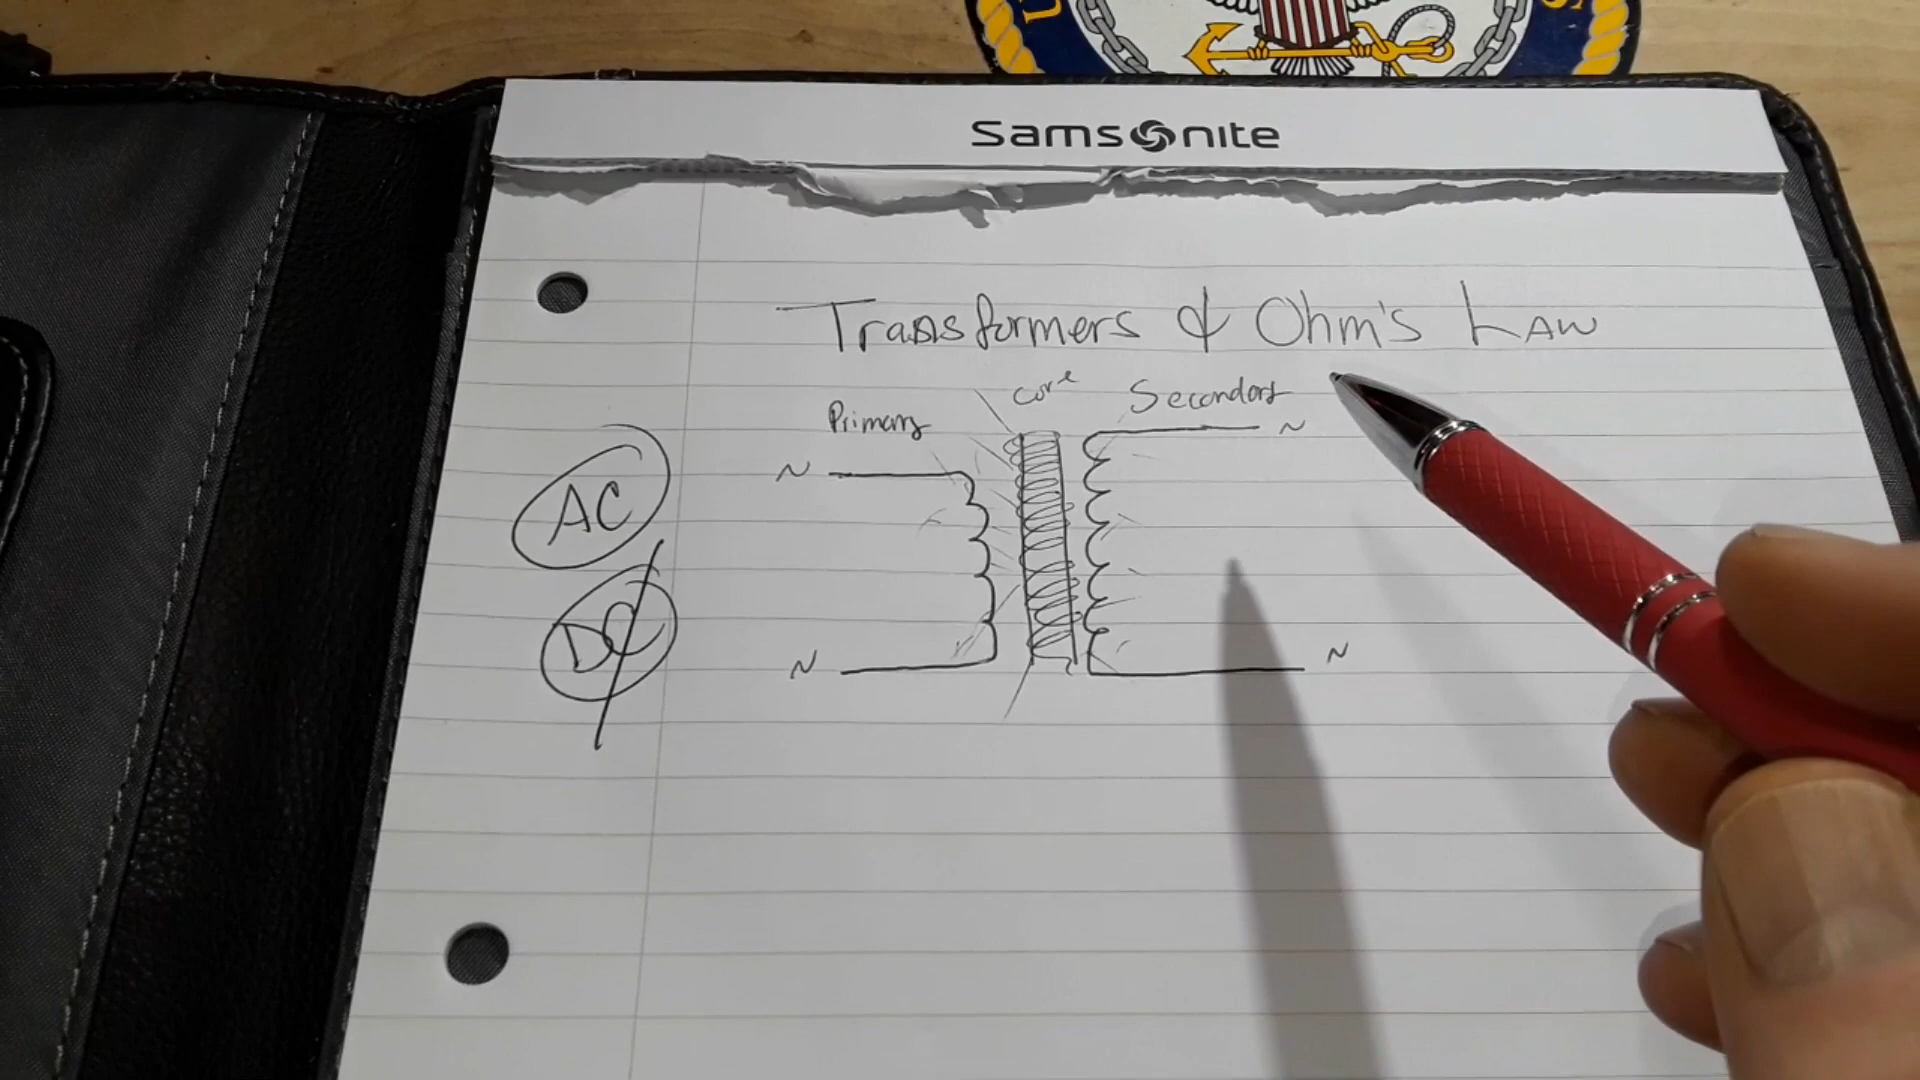 Samsonite
Transformers & Ohm's Law
core
Secondary
Primary
AC
DC